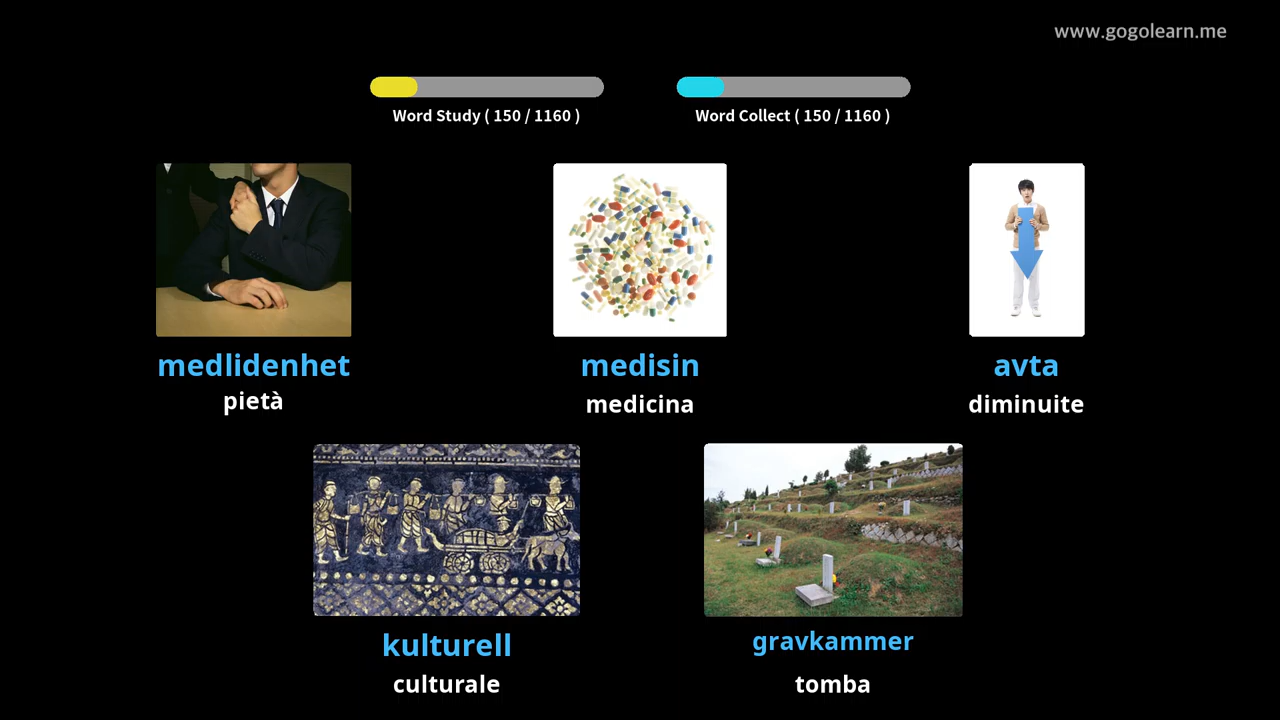 www.gogolearn.me
Word Study ( 150 / 1160 )
Word Collect ( 150 / 1160 )
medlidenhet
pietà
medisin
medicina
avta
diminuite
kulturell
culturale
gravkammer
tomba